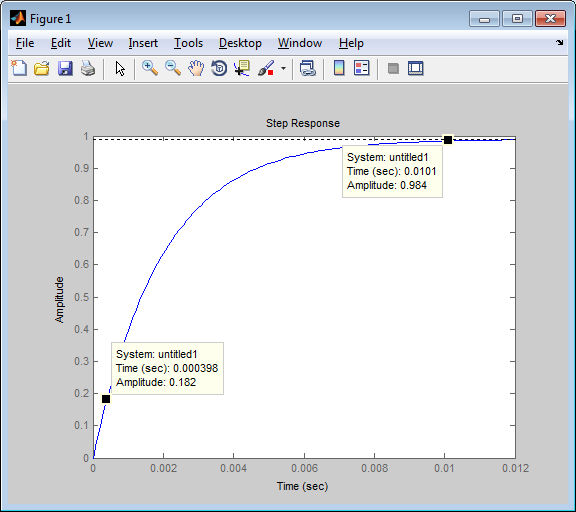 Figure 1
File Edit View Insert Tools Desktop Window Help
Step Response
1
0.9
0.8
0.7
0.6
0.5
0.4
0.3
0.2
0.1
0
Amplitude
System: untitled1
Time (sec): 0.0101
Amplitude: 0.984
System: untitled1
Time (sec): 0.000398
Amplitude: 0.182
0 0.002 0.004 0.006 0.008 0.01 0.012
Time (sec)